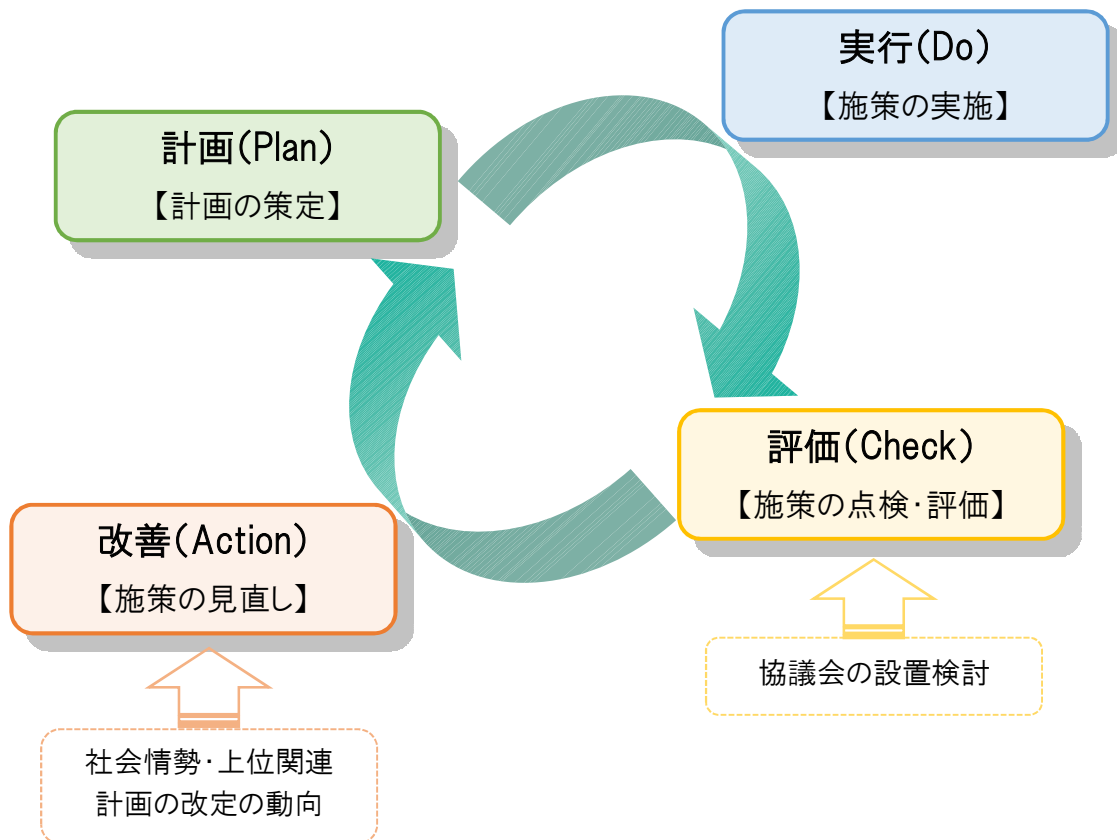 実行(Do)
【施策の実施】
計画(Plan)
【計画の策定】
評価(Check)
【施策の点検・評価】
改善(Action)
【施策の見直し】
協議会の設置検討
社会情勢・上位関連
計画の改定の動向